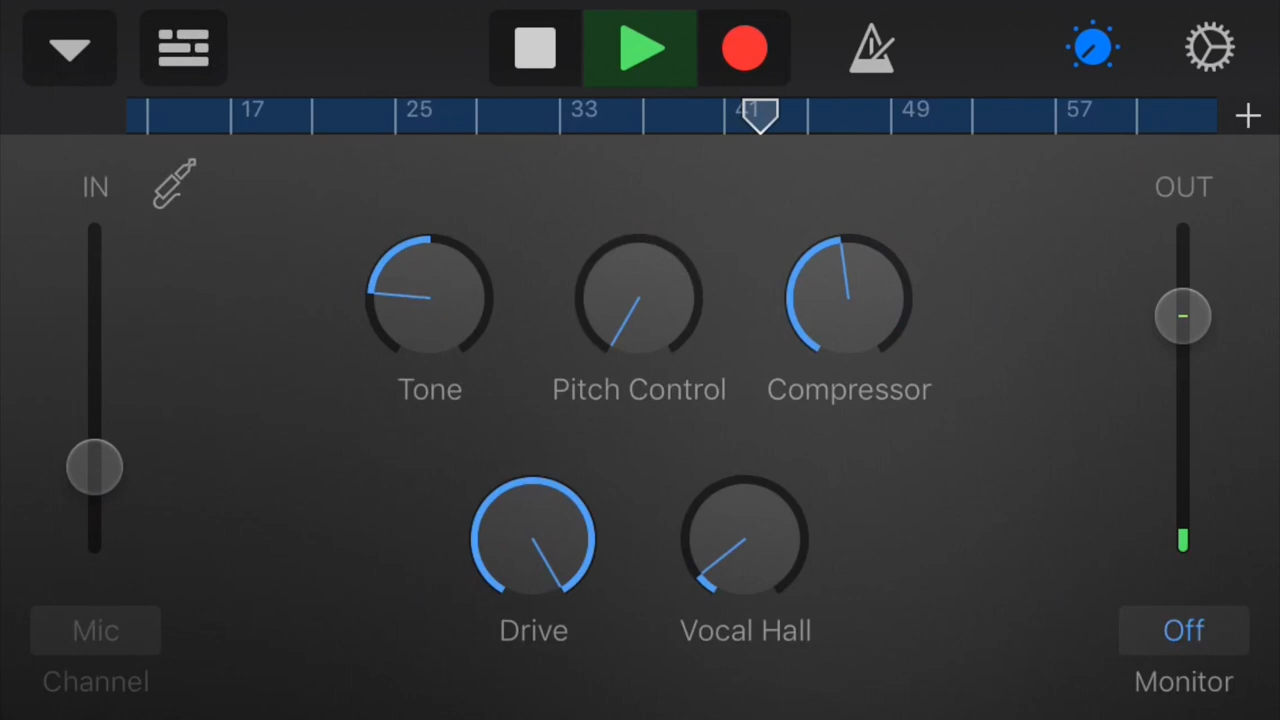 17 25 33 41 49 57
IN OUT
Tone Pitch Control Compressor
Drive Vocal Hall
Mic Off
Channel Monitor